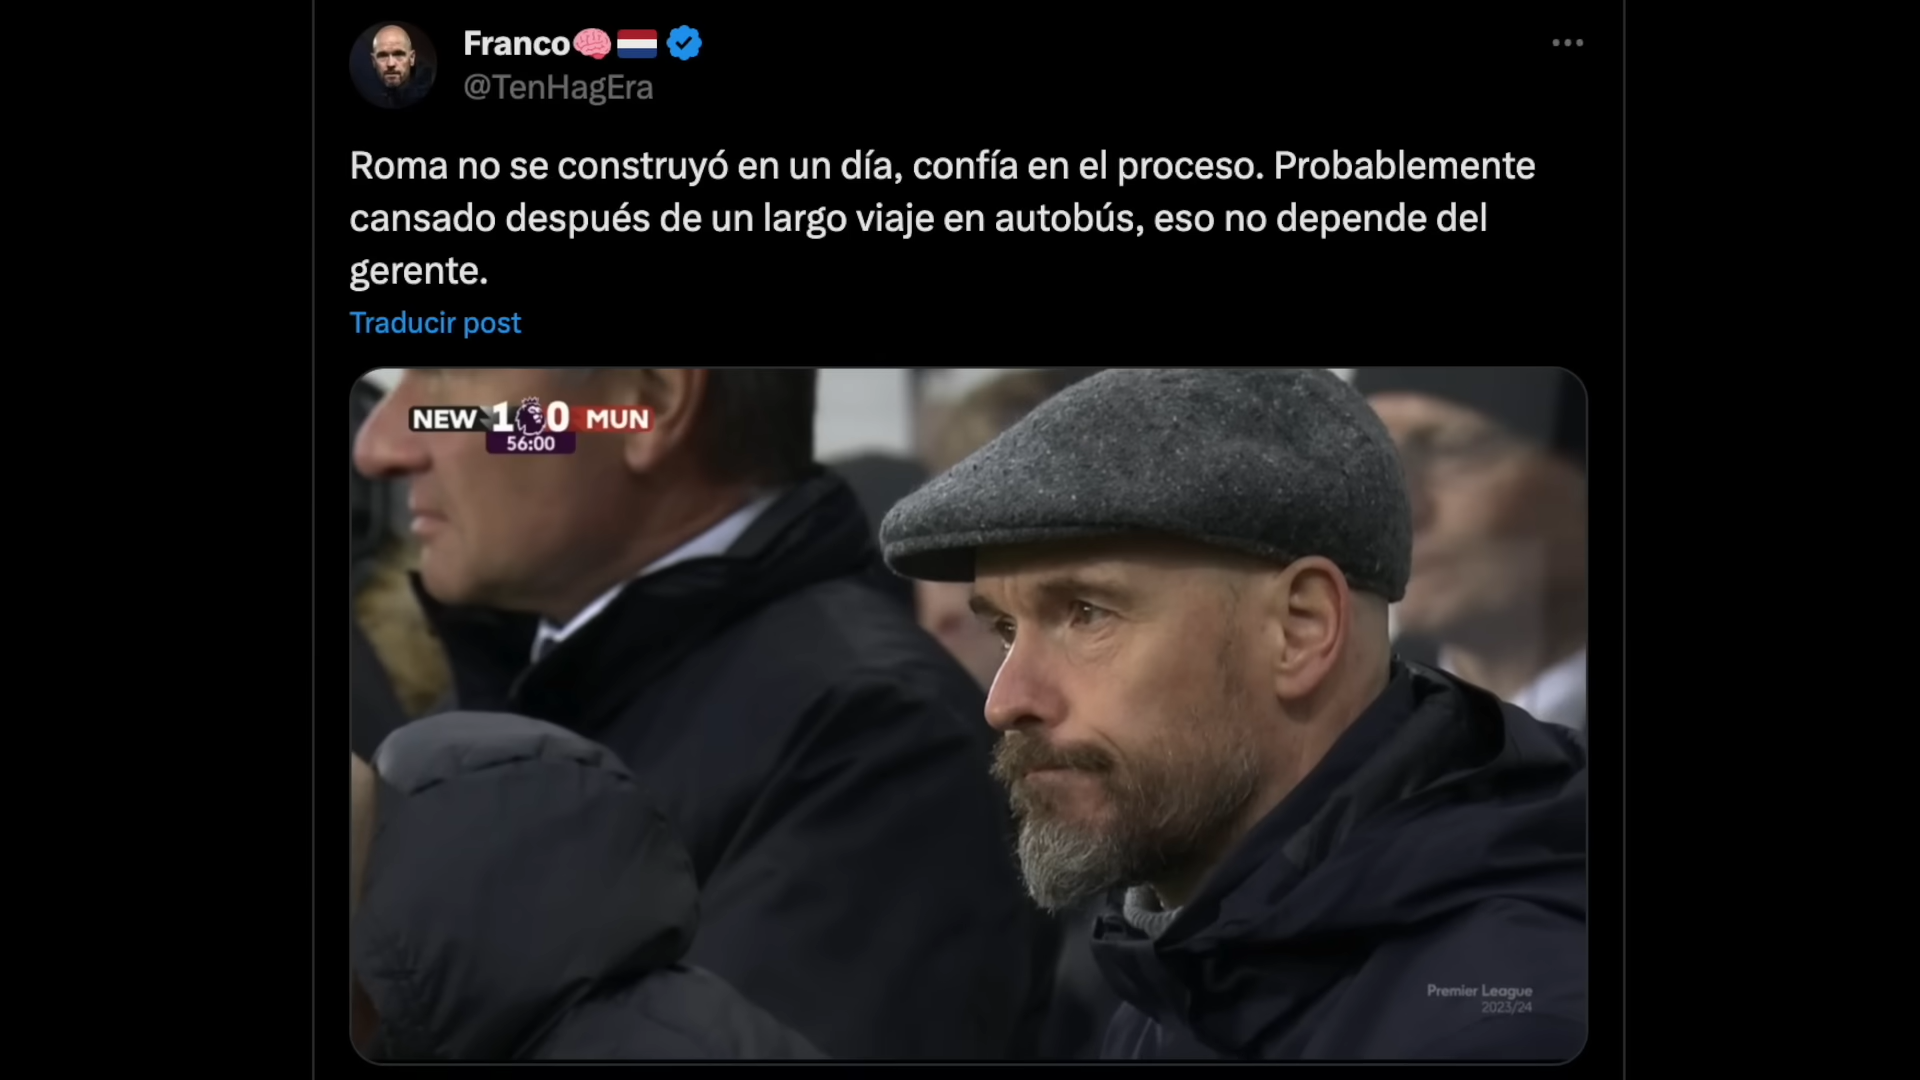 Franco
@TenHagEra
Roma no se construyó en un día, confía en el proceso. Probablemente
cansado después de un largo viaje en autobús, eso no depende del
gerente.
Traducir post
NEW 1 0 MUN
56:00
Premier League
2023/24